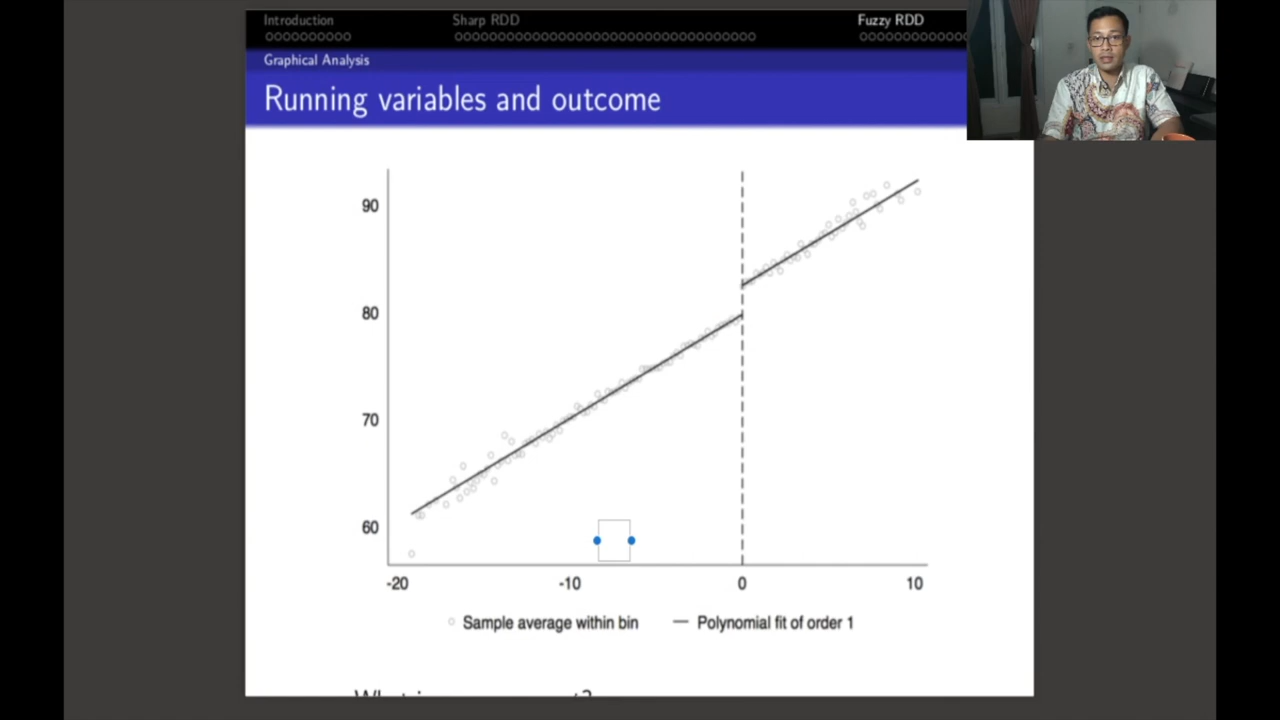 Introduction
Sharp RDD
Fuzzy RDD
Graphical Analysis
Running variables and outcome
90
80
70
60
-20 -10 0 10
Sample average within bin
Polynomial fit of order 1